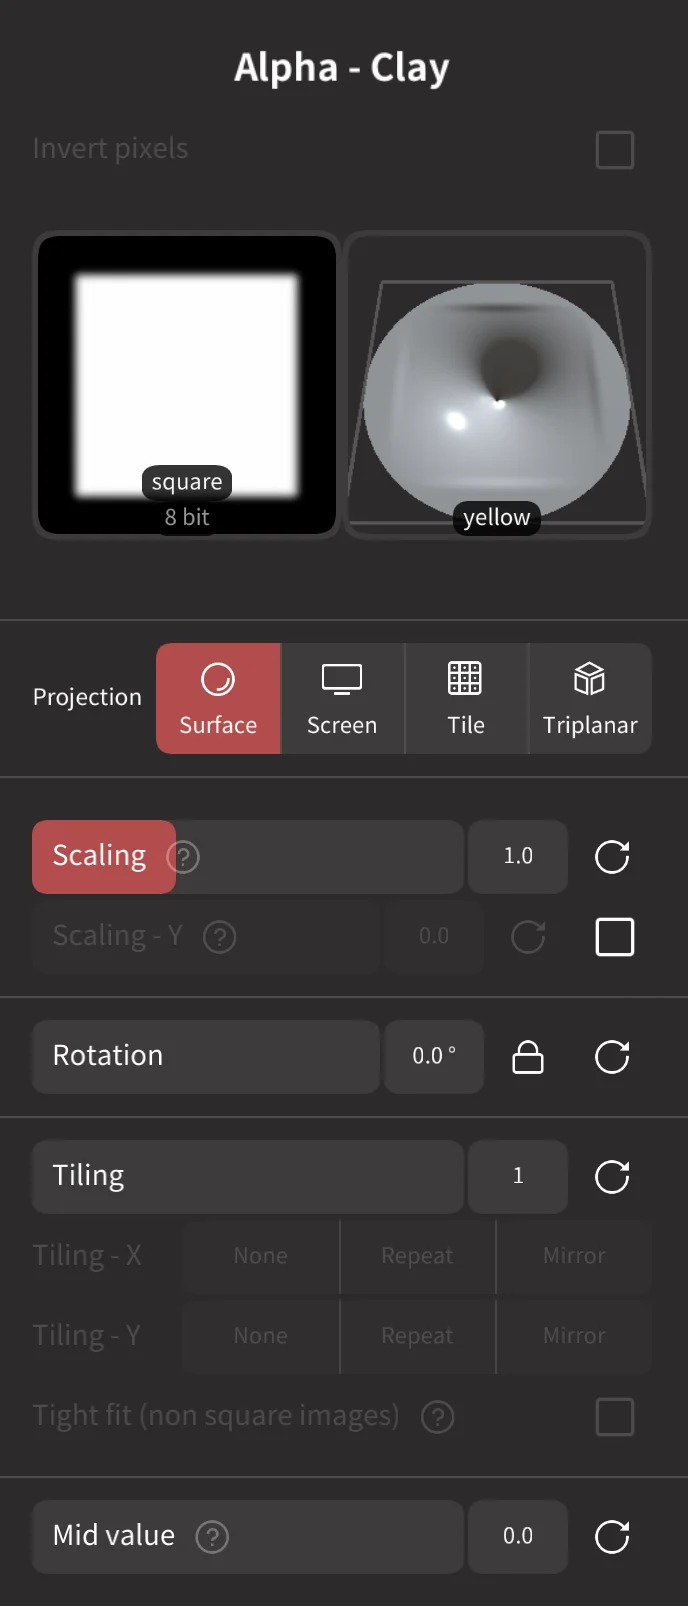 Alpha - Clay
Invert pixels
square
8 bit
yellow
Projection
Surface
Screen
Tile
Triplanar
Scaling ? 1.0
Scaling - Y ? 0.0
Rotation 0.0 °
Tiling 1
Tiling - X None Repeat Mirror
Tiling - Y None Repeat Mirror
Tight fit (non square images) ?
Mid value ? 0.0